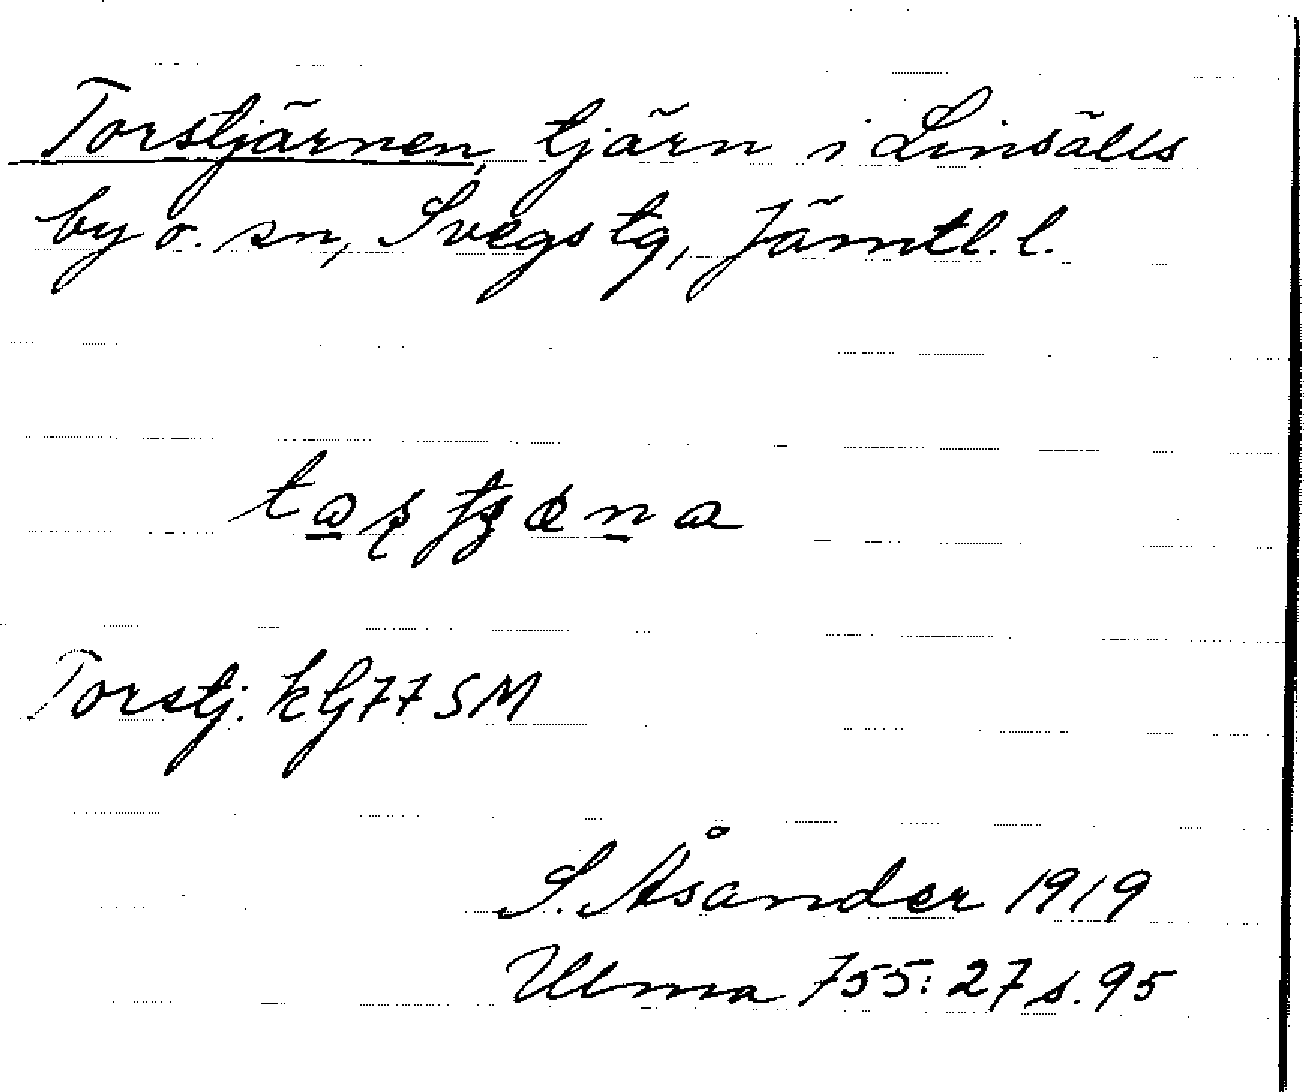 Torstjärnen, tjärn i Linsälls
by o. sn, Svegs tg, Jämtl. l.
Torstj. kG77SM
S. Åsander 1919
Ulma 755:27 s. 95